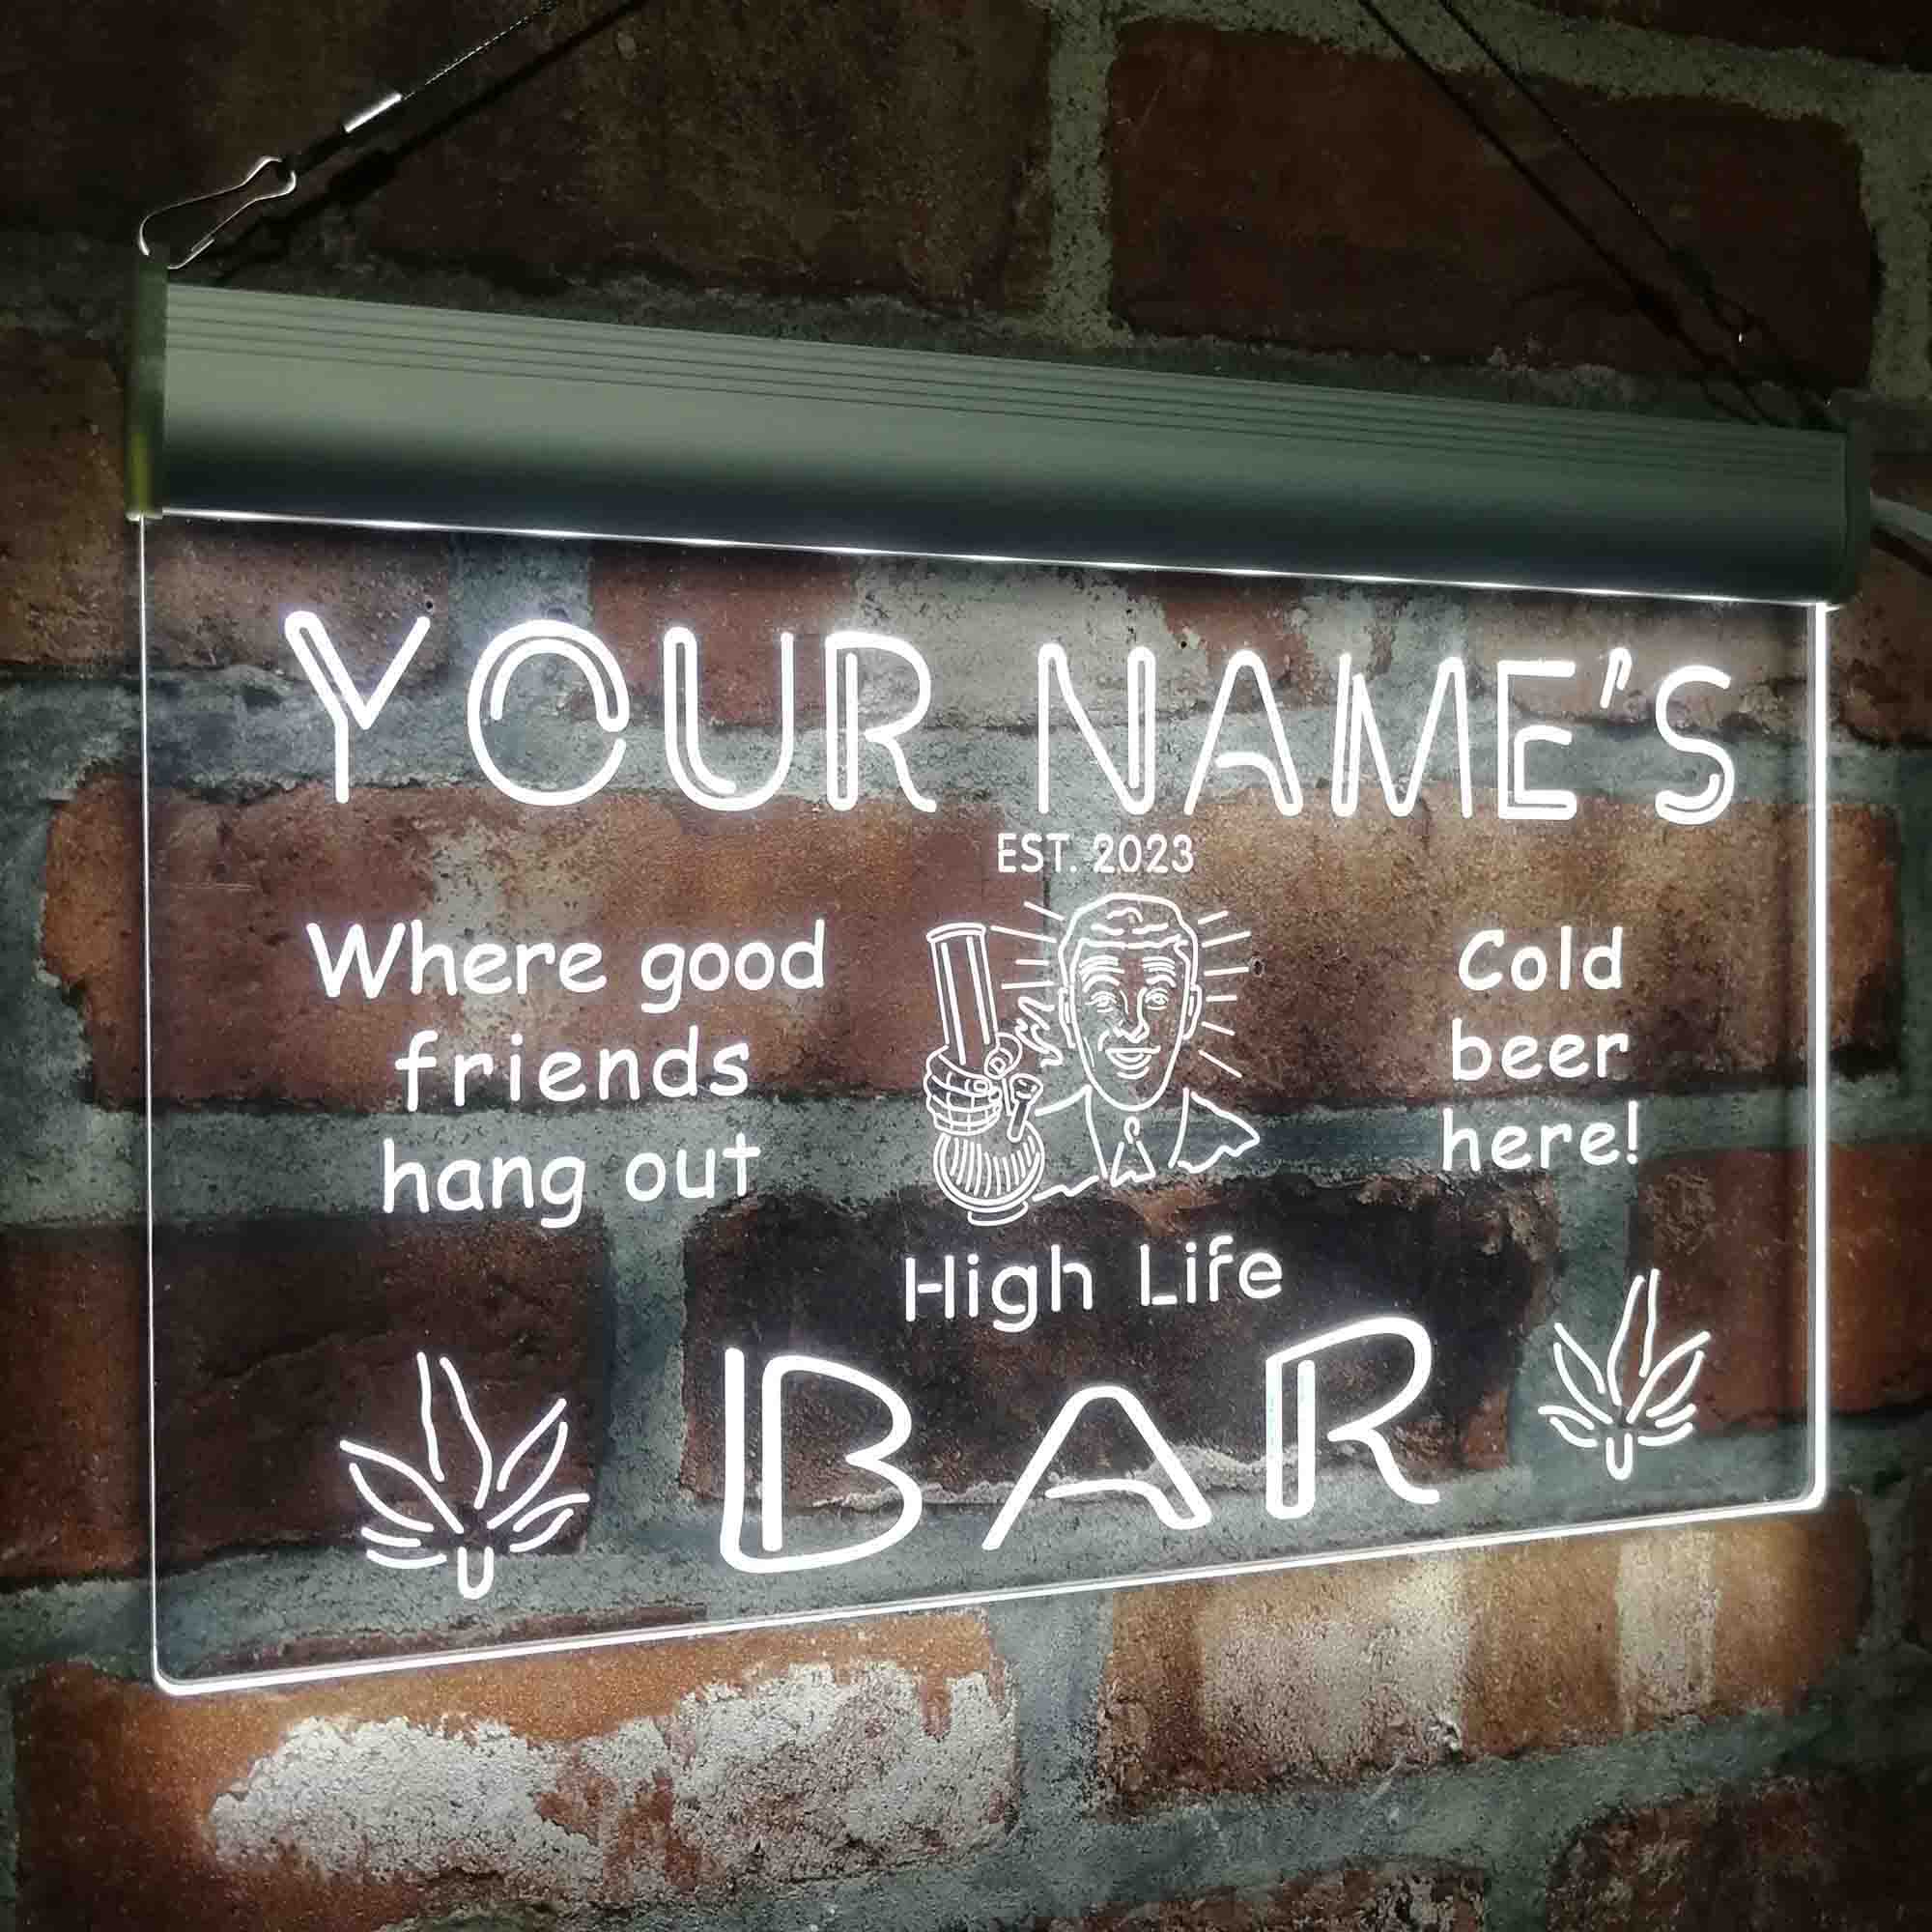 YOUR NAME'S
EST. 2023
Where good
friends
hang out
Cold
beer
here!
High Life
BAR